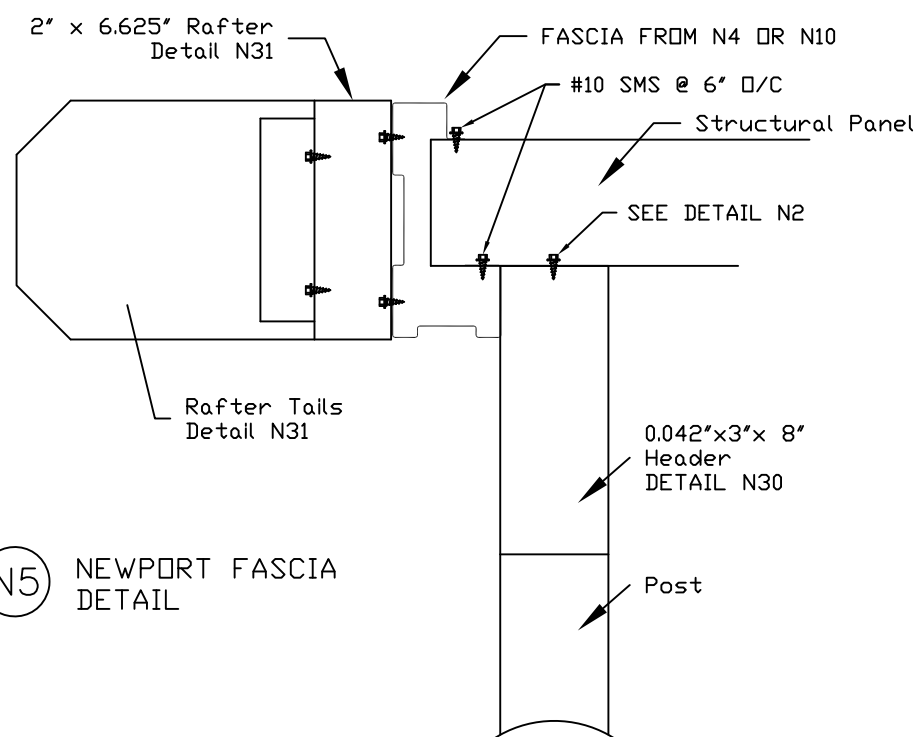 2" x 6.625" Rafter
Detail N31
FASCIA FROM N4 OR N10
#10 SMS @ 6" O/C
Structural Panel
SEE DETAIL N2
Rafter Tails
Detail N31
0.042"x3"x 8"
Header
DETAIL N30
N5
NEWPORT FASCIA
DETAIL
Post